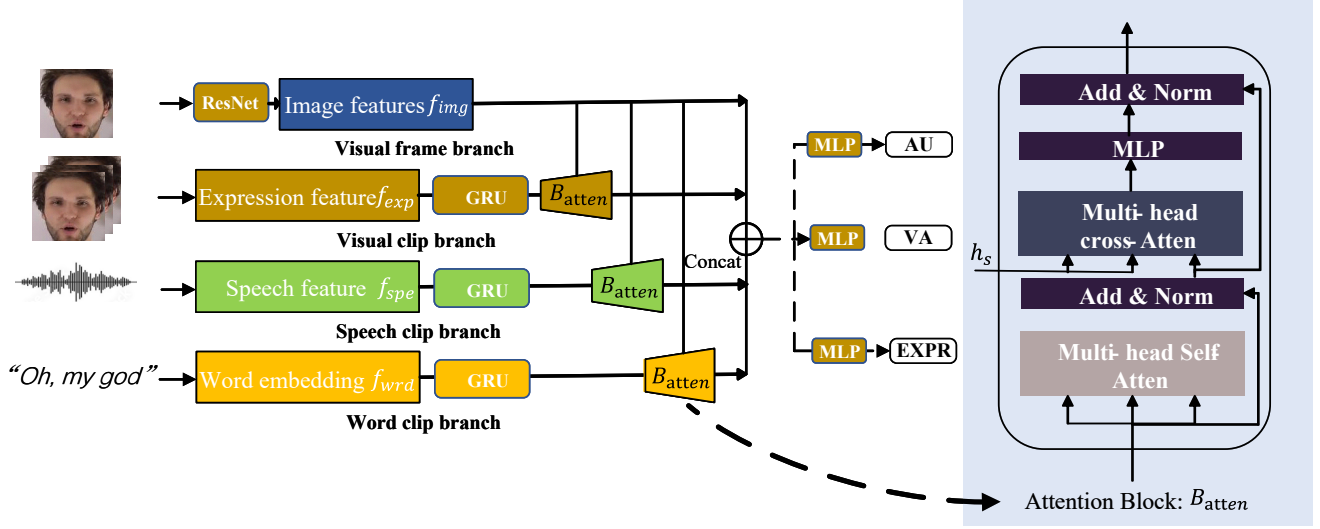 ResNet
Image features f_img
Visual frame branch
Expression feature f_exp
GRU
B_atten
Visual clip branch
Speech feature f_spe
GRU
B_atten
Speech clip branch
“Oh, my god”
Word embedding f_wrd
GRU
B_atten
Word clip branch
Concat
MLP
AU
MLP
VA
MLP
EXPR
Add & Norm
MLP
Multi- head
cross- Atten
h_s
Add & Norm
Multi- head Self-
Atten
Attention Block: B_atten